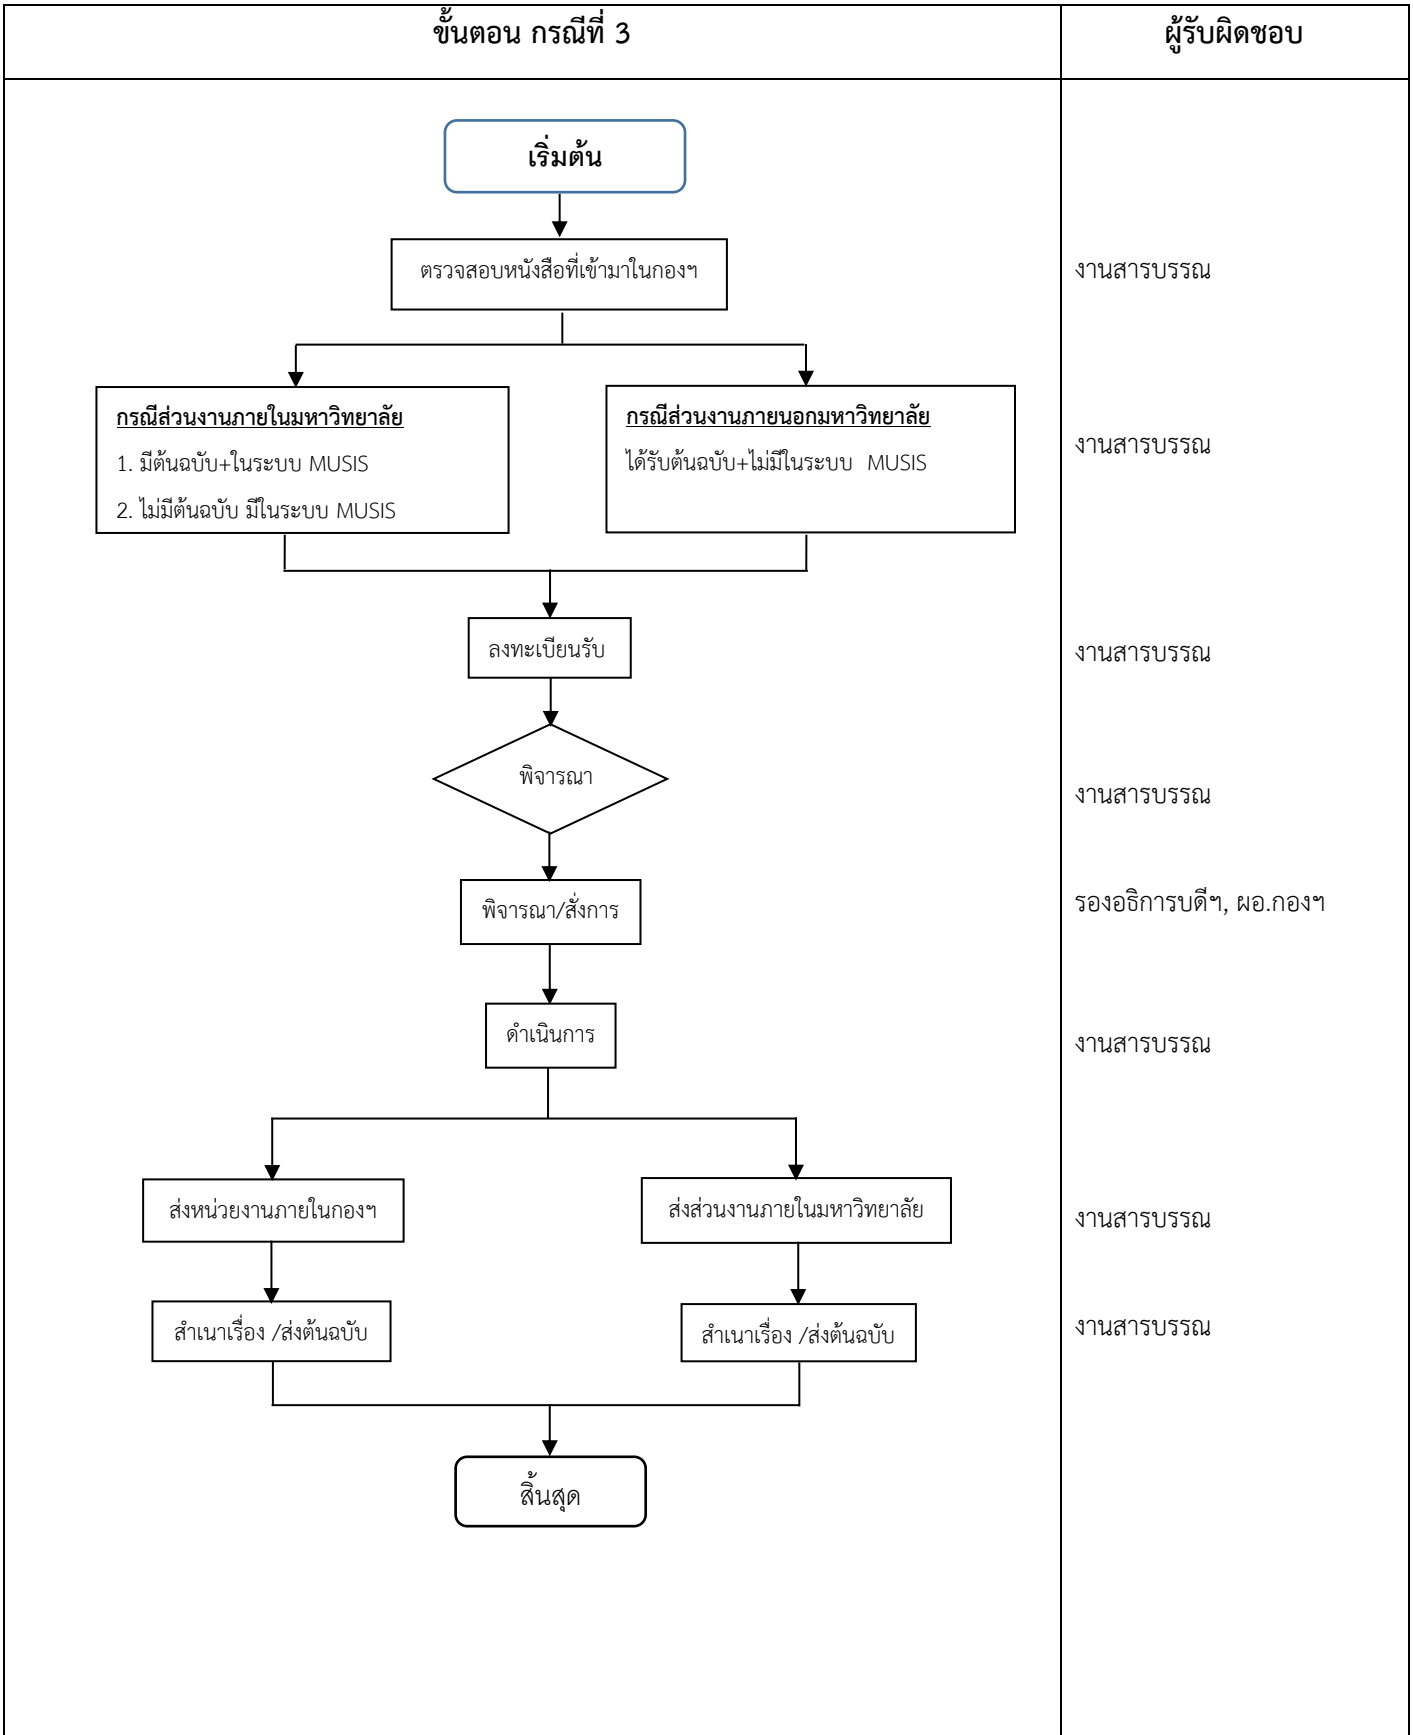 ขั้นตอน กรณีที่ 3
ผู้รับผิดชอบ
เริ่มต้น
ตรวจสอบหนังสือที่เข้ามาในกองฯ
งานสารบรรณ
กรณีส่วนงานภายในมหาวิทยาลัย
1. มีต้นฉบับ+ในระบบ MUSIS
2. ไม่มีต้นฉบับ มีในระบบ MUSIS
กรณีส่วนงานภายนอกมหาวิทยาลัย
ได้รับต้นฉบับ+ไม่มีในระบบ MUSIS
งานสารบรรณ
ลงทะเบียนรับ
งานสารบรรณ
พิจารณา
งานสารบรรณ
พิจารณา/สั่งการ
รองอธิการบดีฯ, ผอ.กองฯ
ดำเนินการ
งานสารบรรณ
ส่งหน่วยงานภายในกองฯ
ส่งส่วนงานภายในมหาวิทยาลัย
งานสารบรรณ
สำเนาเรื่อง /ส่งต้นฉบับ
สำเนาเรื่อง /ส่งต้นฉบับ
งานสารบรรณ
สิ้นสุด